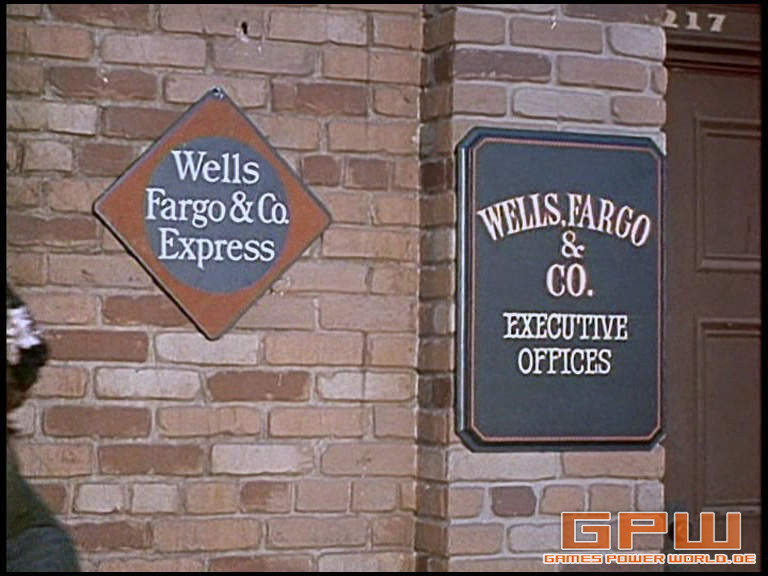 217
Wells
Fargo & Co.
Express
WELLS, FARGO
&
CO.
EXECUTIVE
OFFICES
GPW
GAMES POWER WORLD.DE